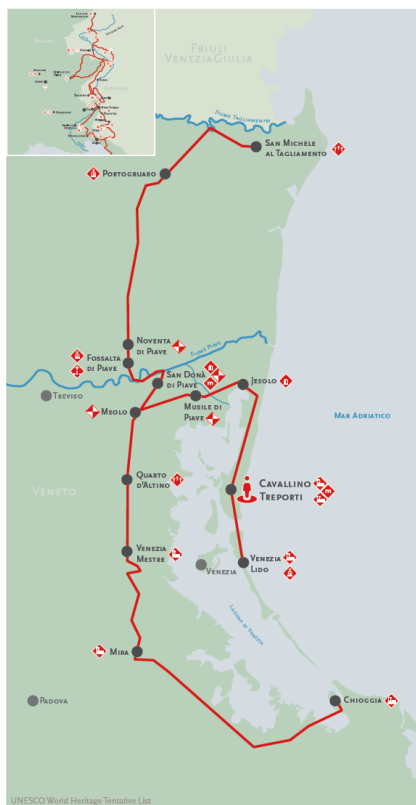 FRIULI
VENEZIAGIULIA
FIUME TAGLIAMENTO
SAN MICHELE
AL TAGLIAMENTO
PORTOGRUARO
NOVENTA
DI PIAVE
FIUME PIAVE
FOSSALTA
DI PIAVE
SAN DONÀ
DI PIAVE
m
JESOLO
TREVISO
MEOLO
MUSILE DI
PIAVE
MAR ADRIATICO
QUARTO
D'ALTINO
CAVALLINO
TREPORTI
m
VENETO
VENEZIA
MESTRE
VENEZIA
VENEZIA
LIDO
LAGUNA DI VENEZIA
MIRA
PADOVA
CHIOGGIA
UNESCO World Heritage Tentative List